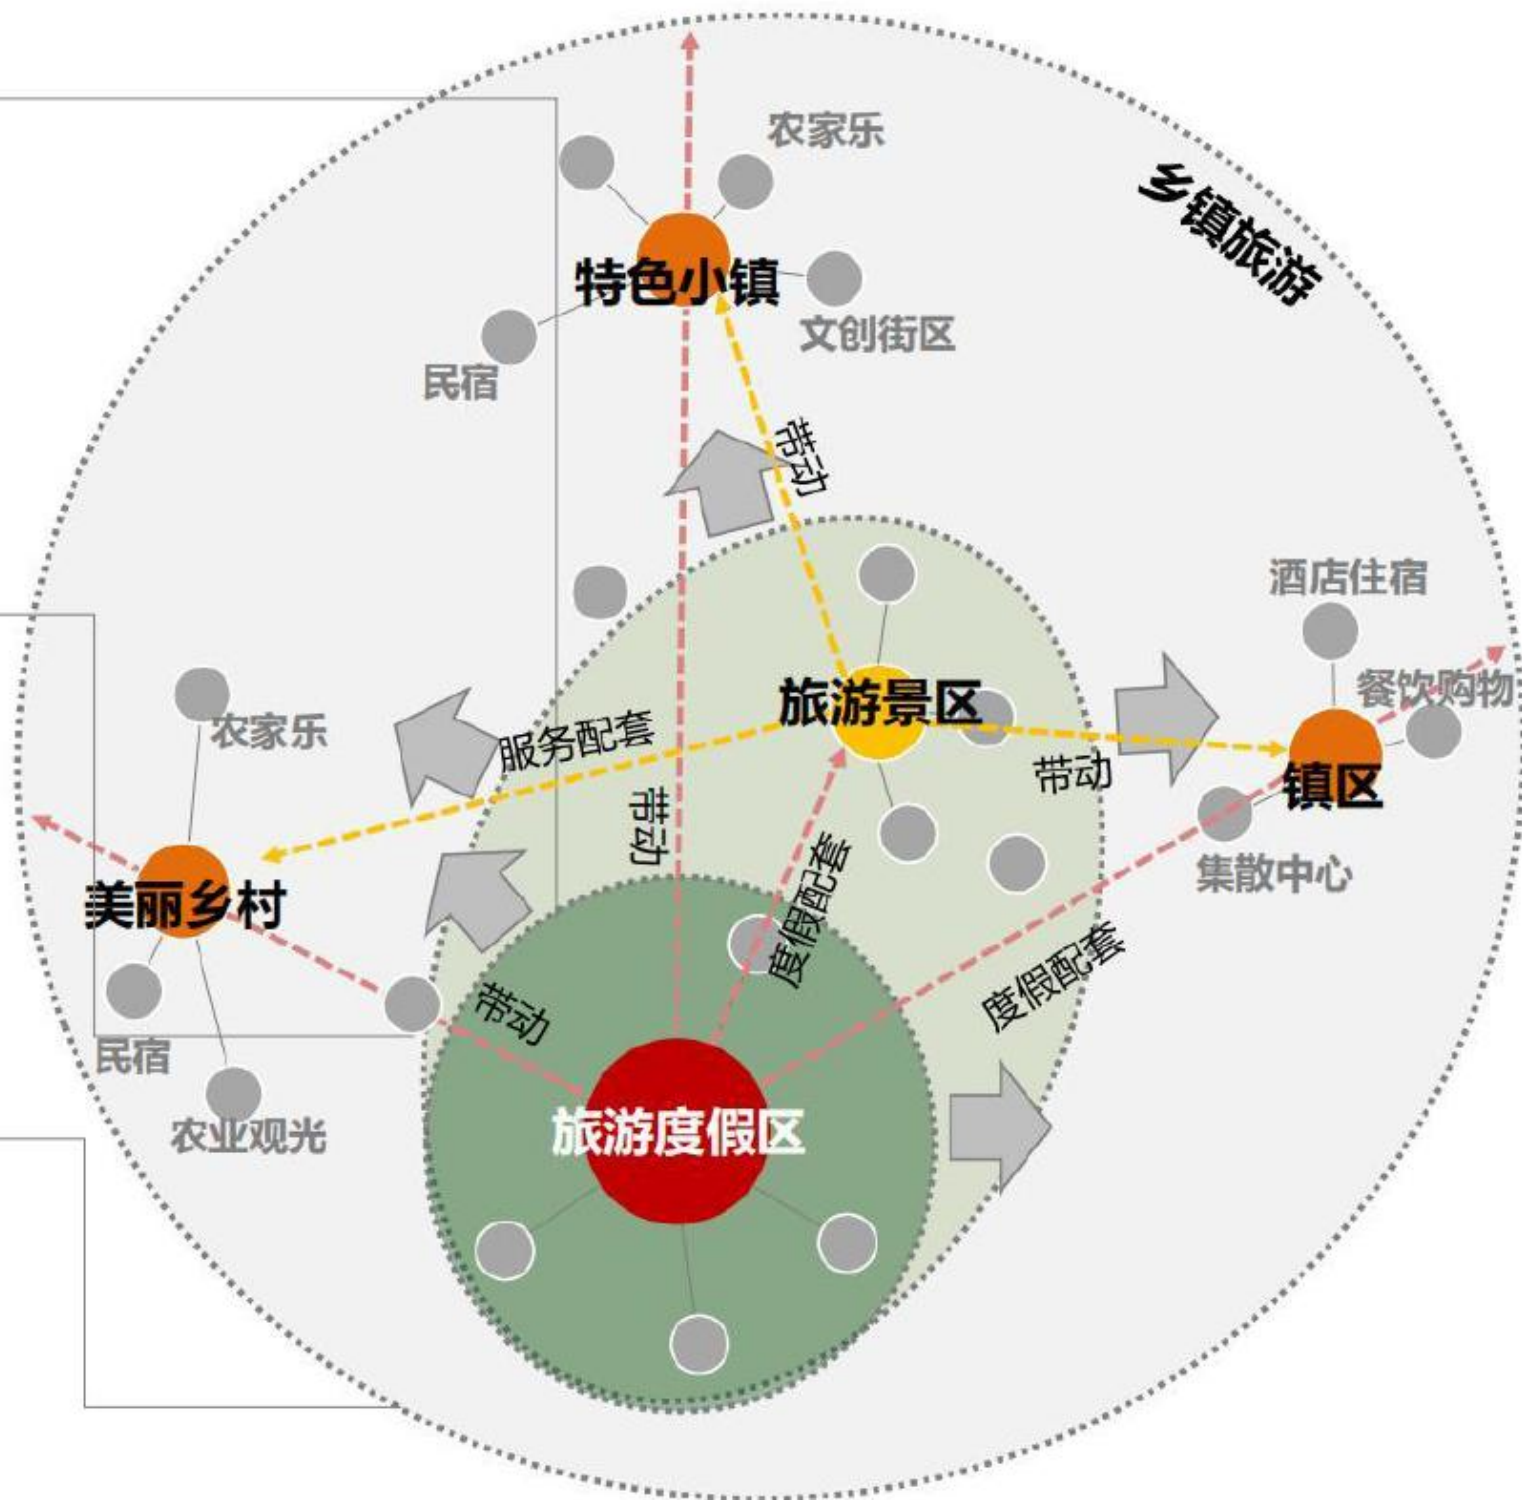 农家乐
乡镇旅游
特色小镇
文创街区
民宿
带动
酒店住宿
餐饮购物
旅游景区
农家乐
服务配套
带动
镇区
带动
度假配套
集散中心
美丽乡村
度假配套
带动
民宿
农业观光
旅游度假区